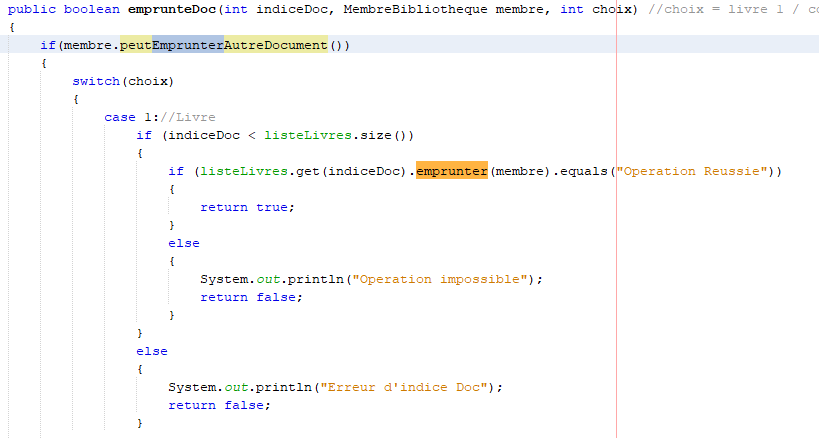 public boolean emprunteDoc(int indiceDoc, MembreBibliotheque membre, int choix) //choix = livre 1 / co
{
if(membre.peutEmprunterAutreDocument())
{
switch(choix)
{
case 1://Livre
if (indiceDoc < listeLivres.size())
{
if (listeLivres.get(indiceDoc).emprunter(membre).equals("Operation Reussie"))
{
return true;
}
else
{
System.out.println("Operation impossible");
return false;
}
}
else
{
System.out.println("Erreur d'indice Doc");
return false;
}